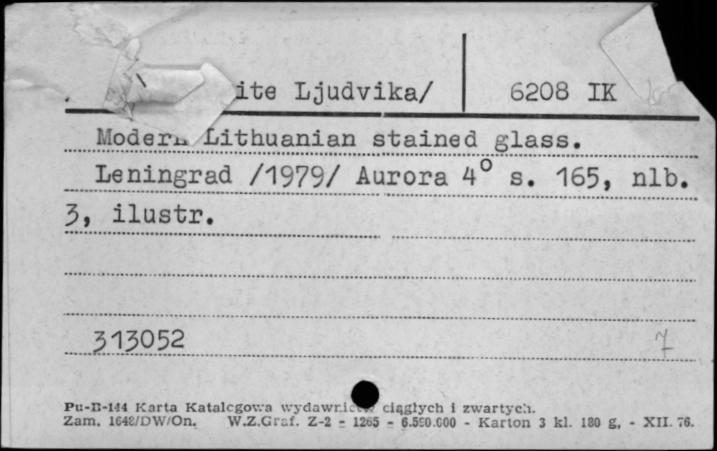 ite Ljudvika/ 6208 IK
Modern Lithuanian stained glass.
Leningrad /1979/ Aurora 4° s. 165, nlb.
3, ilustr.
313052 7
Pu-B-144 Karta Katalogowa wydawnictw ciągłych i zwartych.
Zam. 1648/DW/On. W.Z.Graf. Z-2 - 1265 - 6.590.000 - Karton 3 kl. 180 g. - XII. 76.